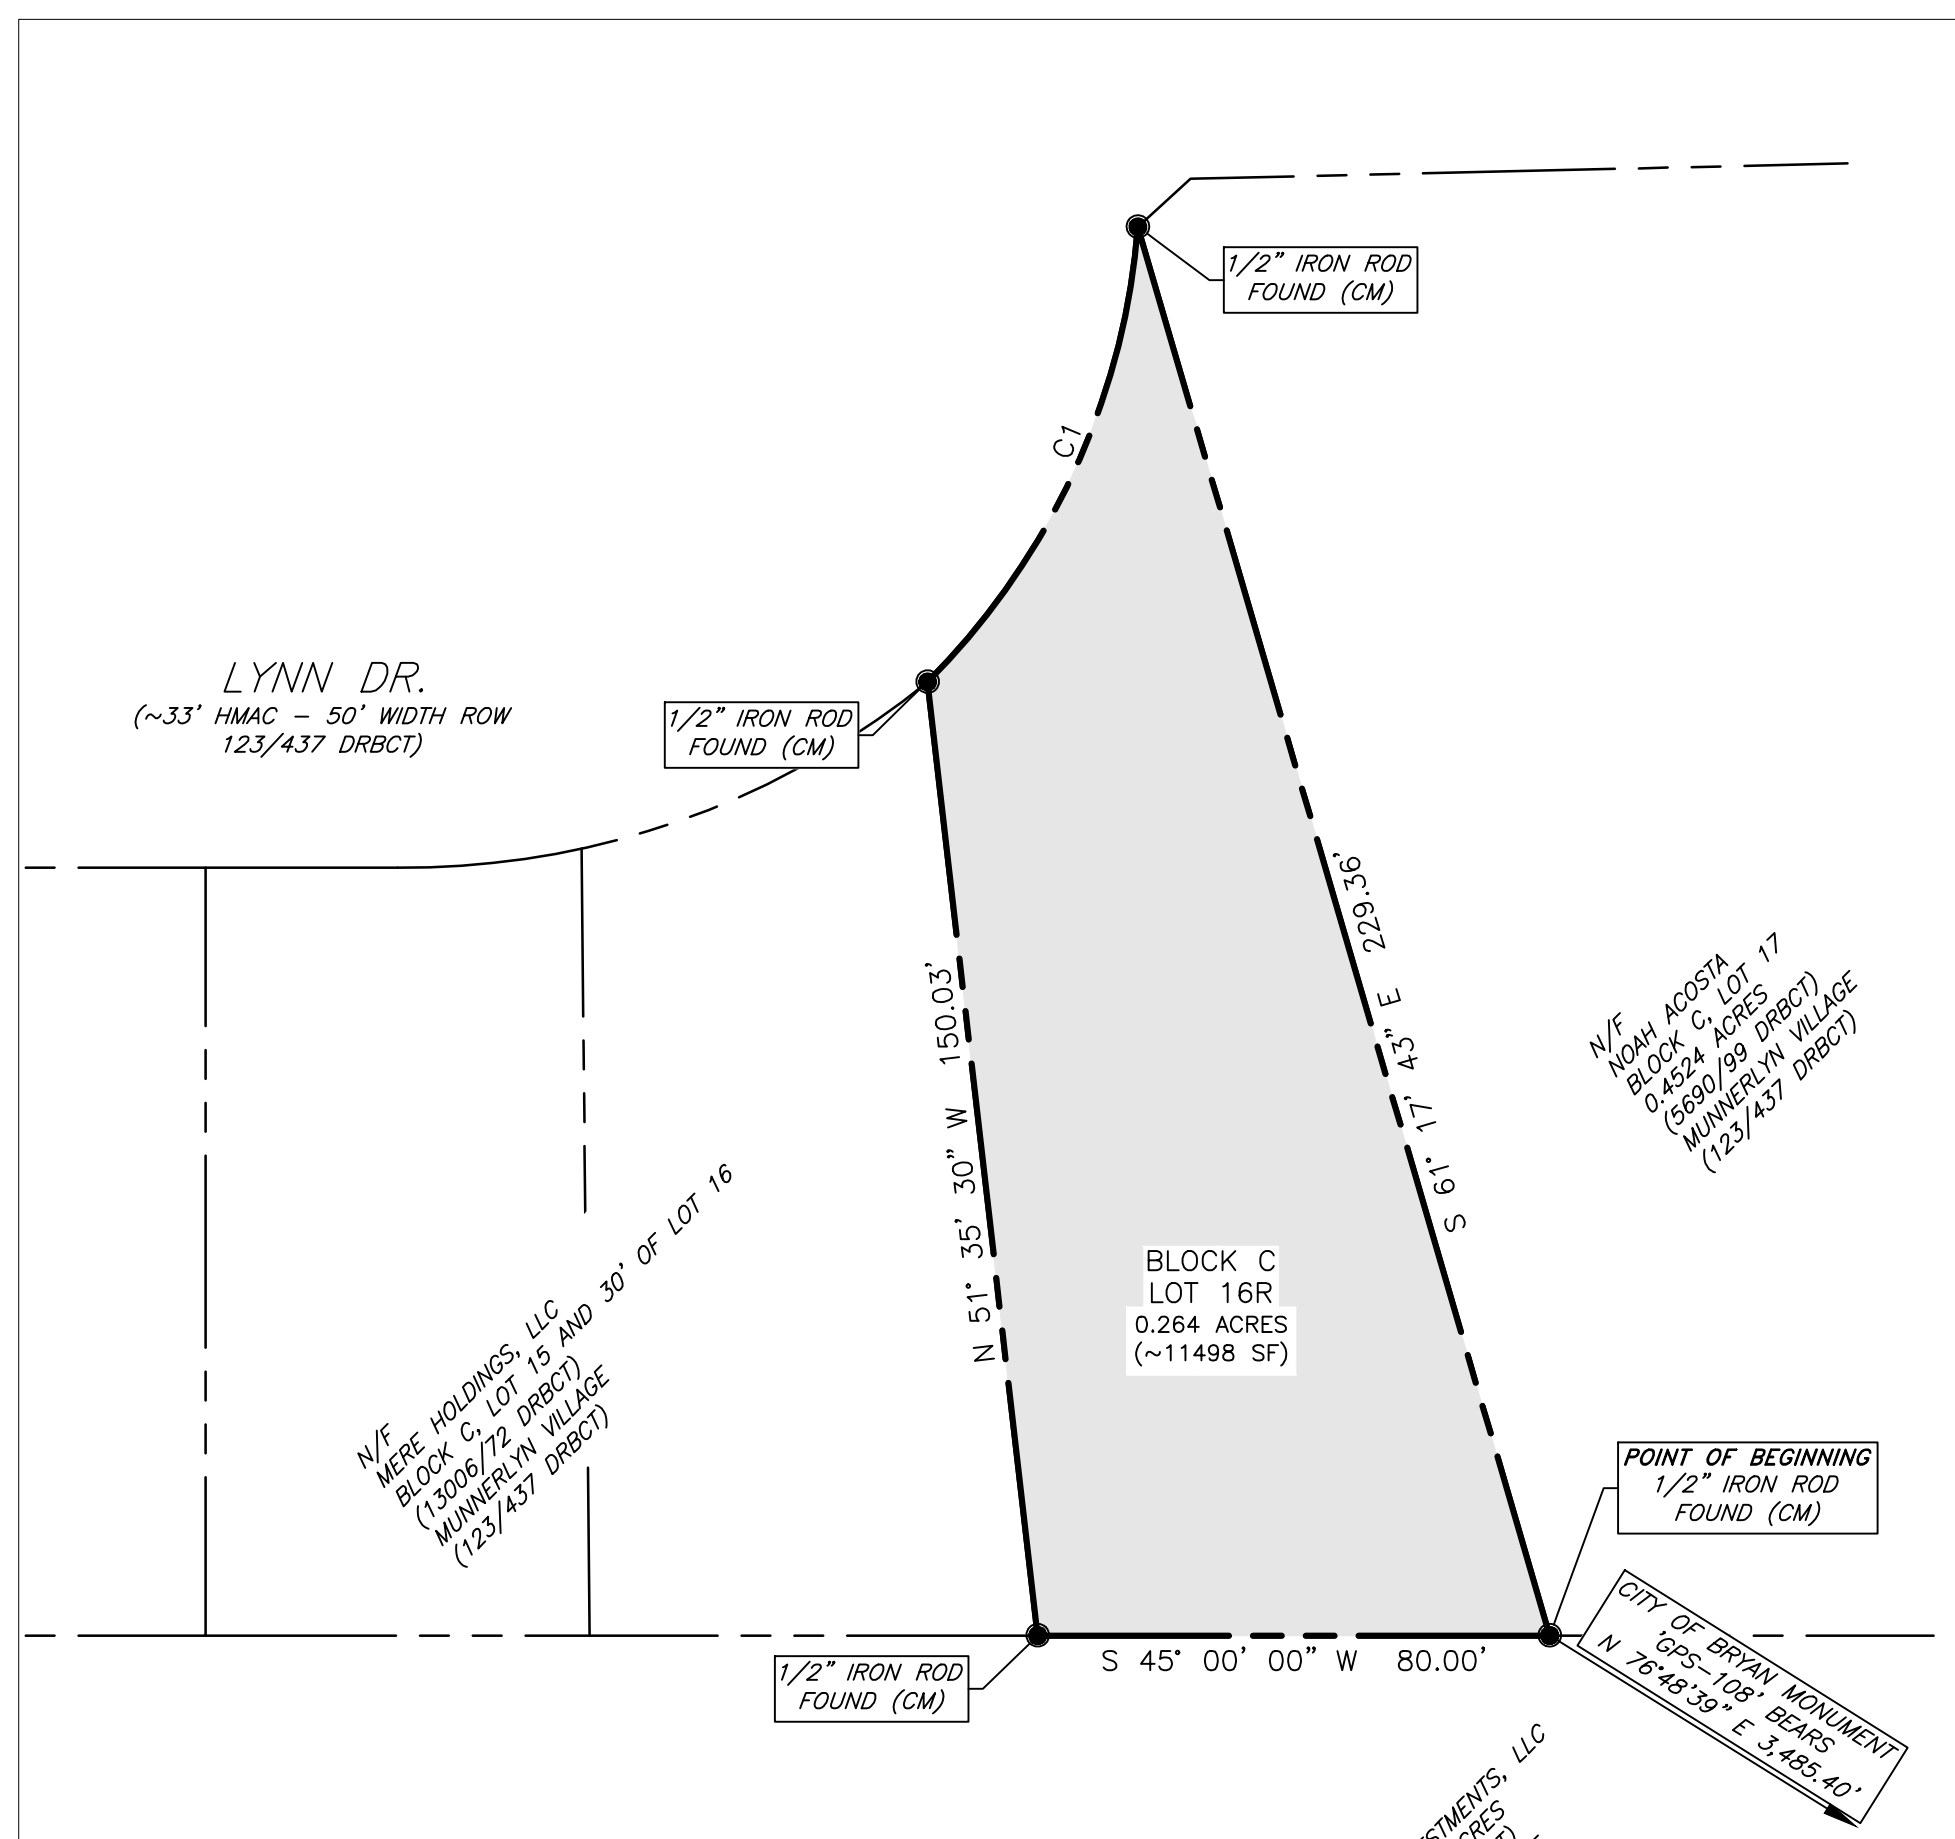 1/2" IRON ROD
FOUND (CM)
C1
LYNN DR.
(~33' HMAC – 50' WIDTH ROW
123/437 DRBCT)
1/2" IRON ROD
FOUND (CM)
N 51° 35' 30" W 150.03'
S 61° 17' 43" E 229.36'
N/F
NOAH ACOSTA
BLOCK C, LOT 17
0.4524 ACRES
(5690/99 DRBCT)
MUNNERLYN VILLAGE
(123/437 DRBCT)
N/F
MERE HOLDINGS, LLC
BLOCK C, LOT 15 AND 30' OF LOT 16
(13006/72 DRBCT)
MUNNERLYN VILLAGE
(123/437 DRBCT)
BLOCK C
LOT 16R
0.264 ACRES
(~11498 SF)
POINT OF BEGINNING
1/2" IRON ROD
FOUND (CM)
S 45° 00' 00" W 80.00'
1/2" IRON ROD
FOUND (CM)
CITY OF BRYAN MONUMENT
'GPS-108' BEARS
N 76°48'39" E 3,485.40'
LLC